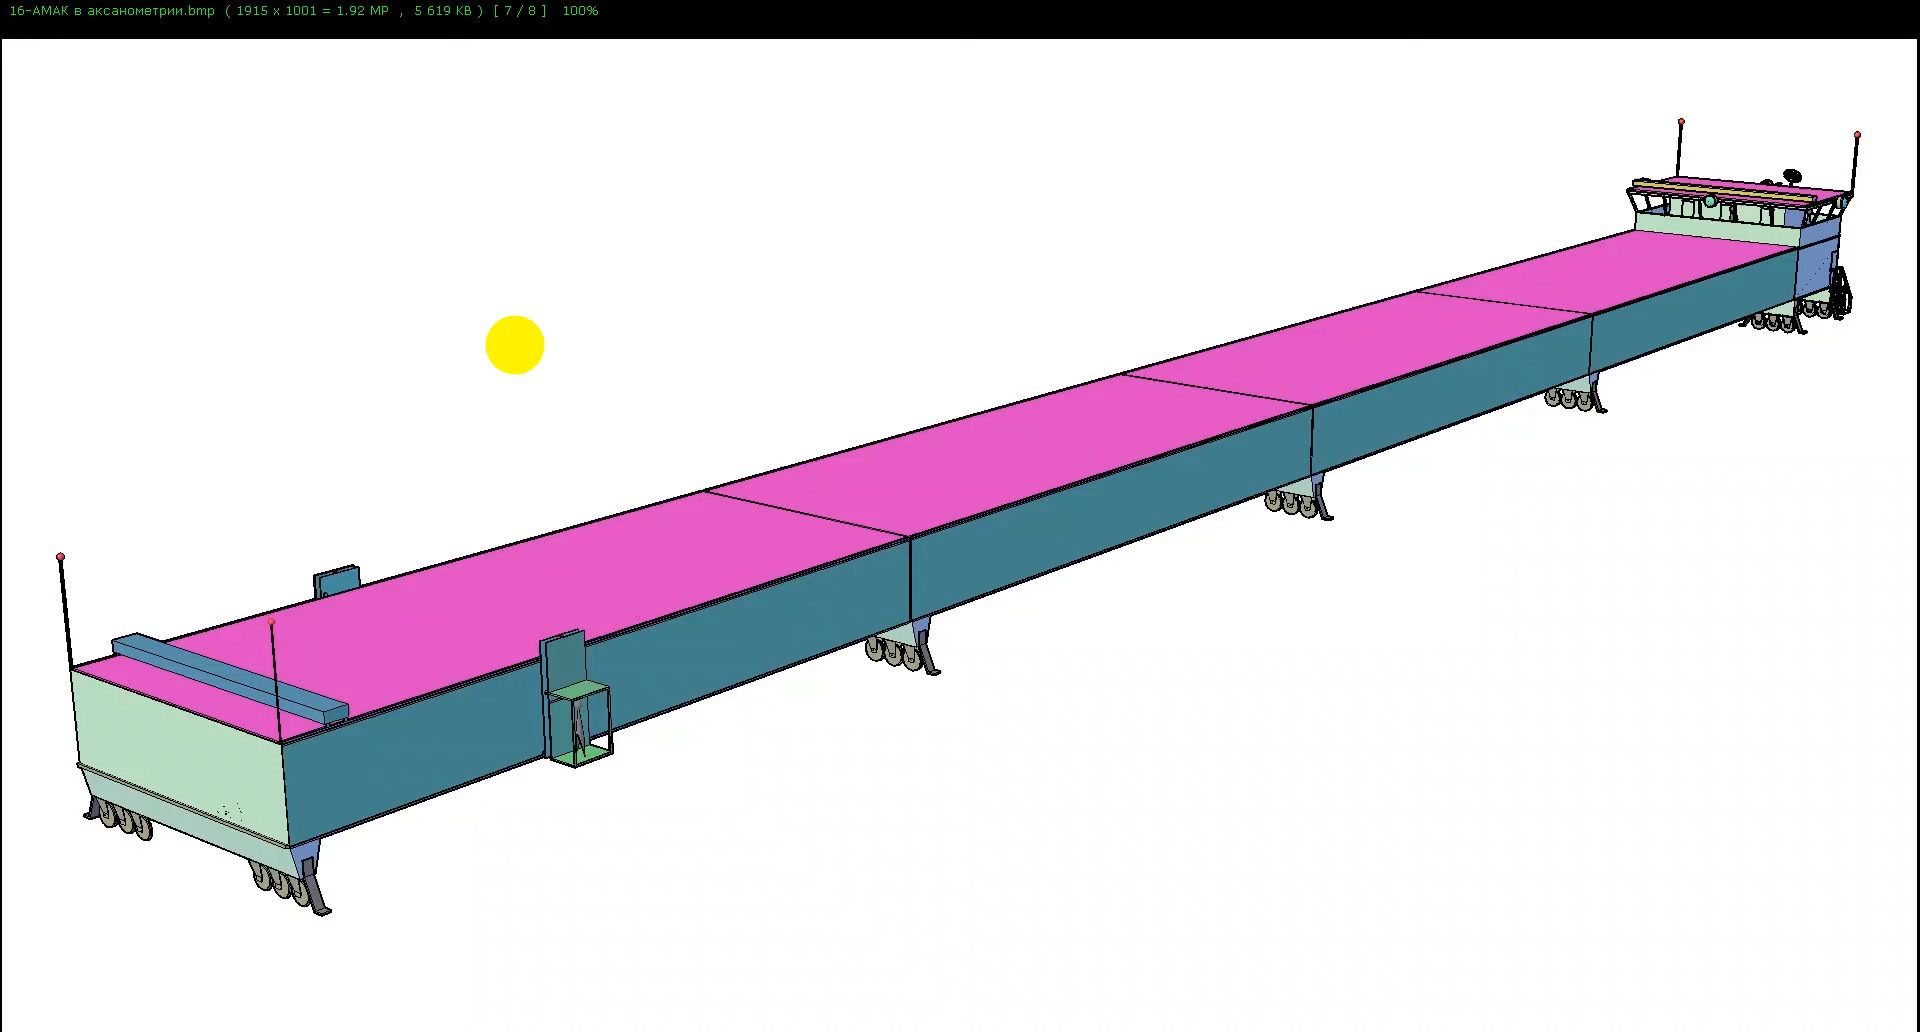 16-АМАК в аксанометрии.bmp ( 1915 x 1001 = 1.92 MP , 5 619 KB ) [ 7 / 8 ] 100%